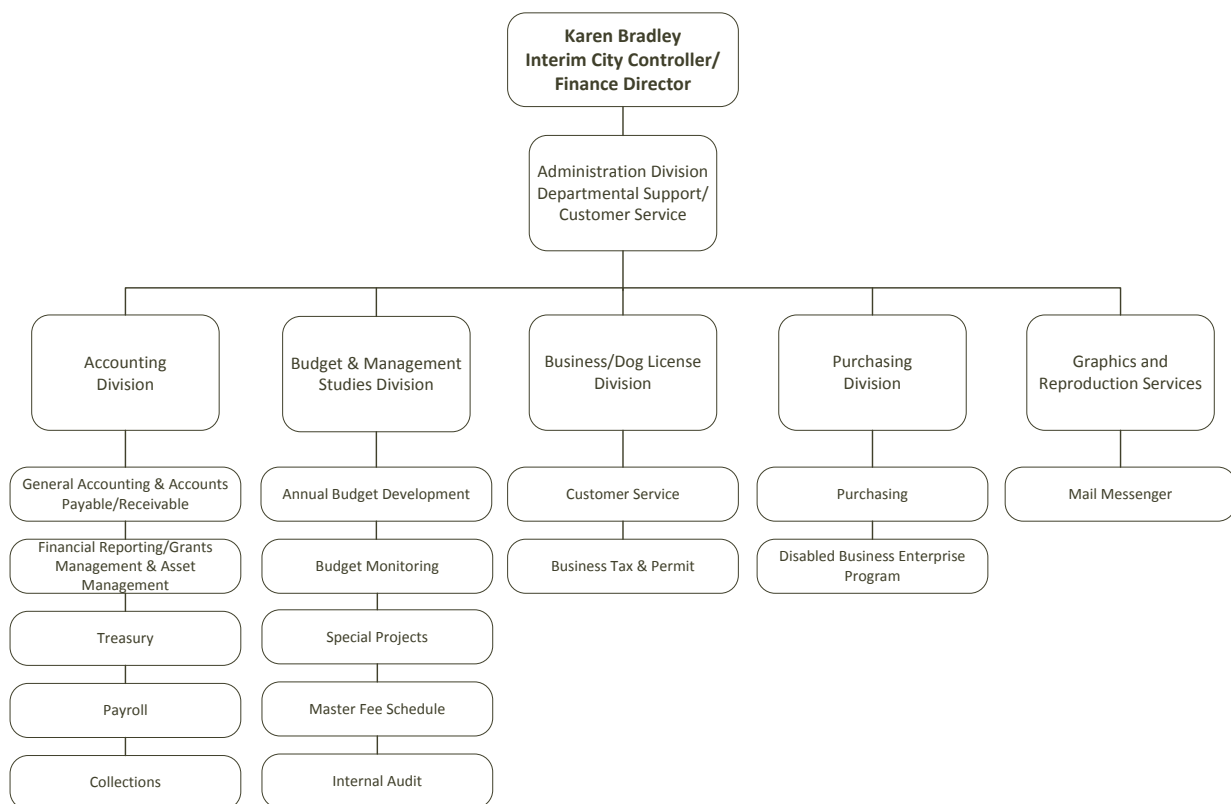 Karen Bradley
Interim City Controller/
Finance Director
Administration Division
Departmental Support/
Customer Service
Accounting
Division
Budget & Management
Studies Division
Business/Dog License
Division
Purchasing
Division
Graphics and
Reproduction Services
General Accounting & Accounts
Payable/Receivable
Annual Budget Development
Customer Service
Purchasing
Mail Messenger
Financial Reporting/Grants
Management & Asset
Management
Budget Monitoring
Business Tax & Permit
Disabled Business Enterprise
Program
Treasury
Special Projects
Payroll
Master Fee Schedule
Collections
Internal Audit